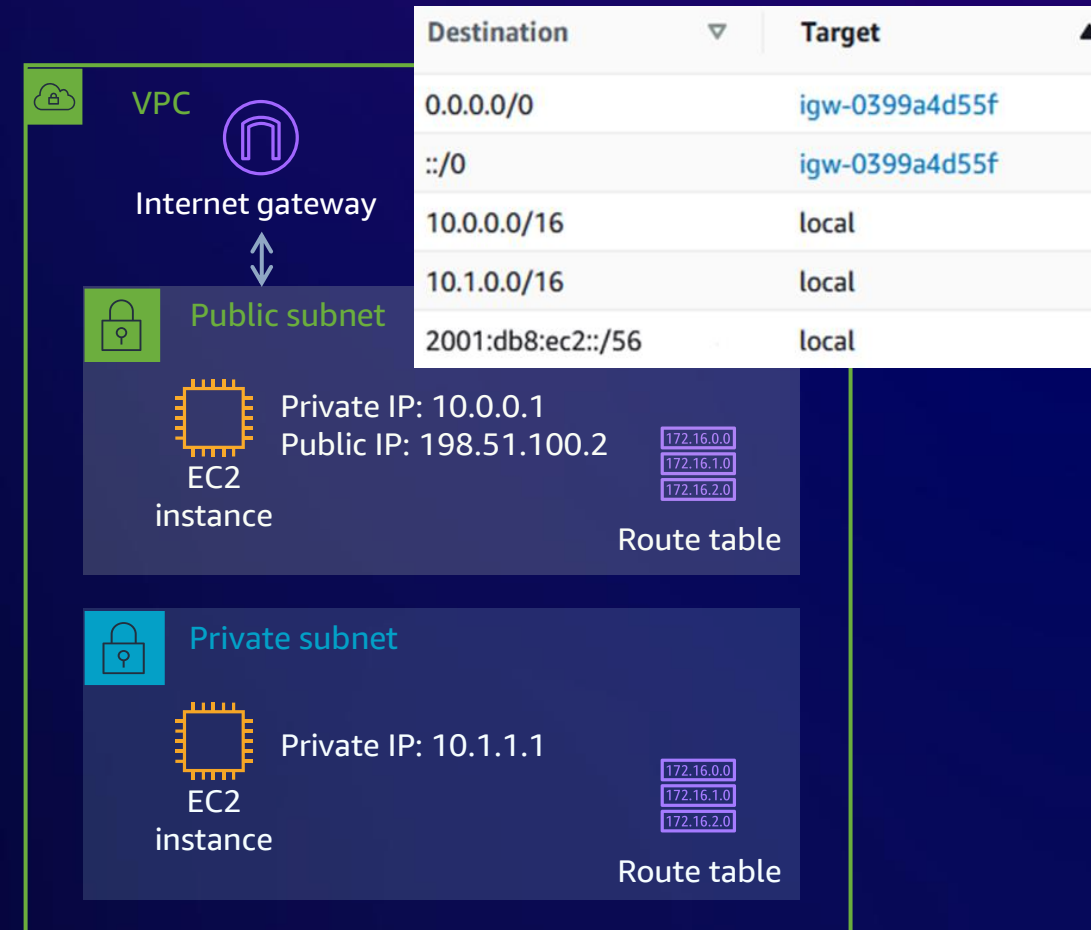 Destination Target
0.0.0.0/0 igw-0399a4d55f
::/0 igw-0399a4d55f
10.0.0.0/16 local
10.1.0.0/16 local
2001:db8:ec2::/56 local
VPC
Internet gateway
Public subnet
Private IP: 10.0.0.1
Public IP: 198.51.100.2
EC2
instance
172.16.0.0
172.16.1.0
172.16.2.0
Route table
Private subnet
Private IP: 10.1.1.1
EC2
instance
172.16.0.0
172.16.1.0
172.16.2.0
Route table